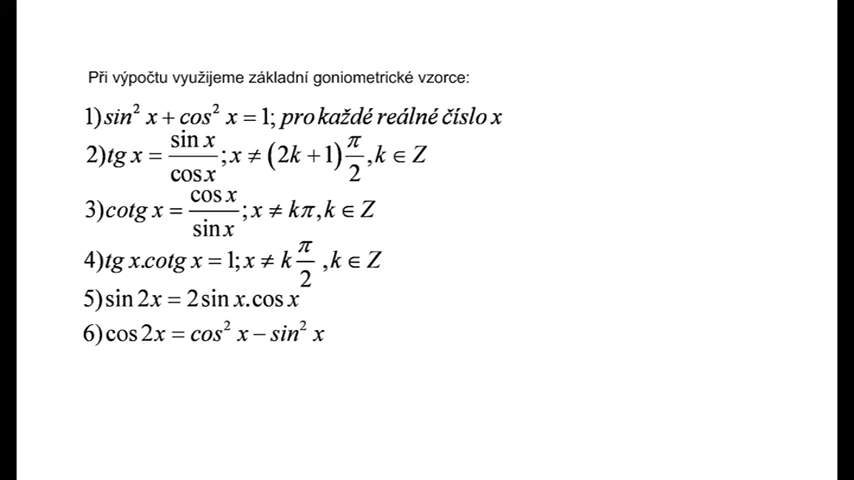 Při výpočtu využijeme základní goniometrické vzorce:
1) sin² x + cos² x = 1; pro každé reálné číslo x
2) tg x = sin x / cos x ; x ≠ (2k + 1) π/2 , k ∈ Z
3) cotg x = cos x / sin x ; x ≠ kπ , k ∈ Z
4) tg x.cotg x = 1; x ≠ k π/2 , k ∈ Z
5) sin 2x = 2 sin x. cos x
6) cos 2x = cos² x − sin² x